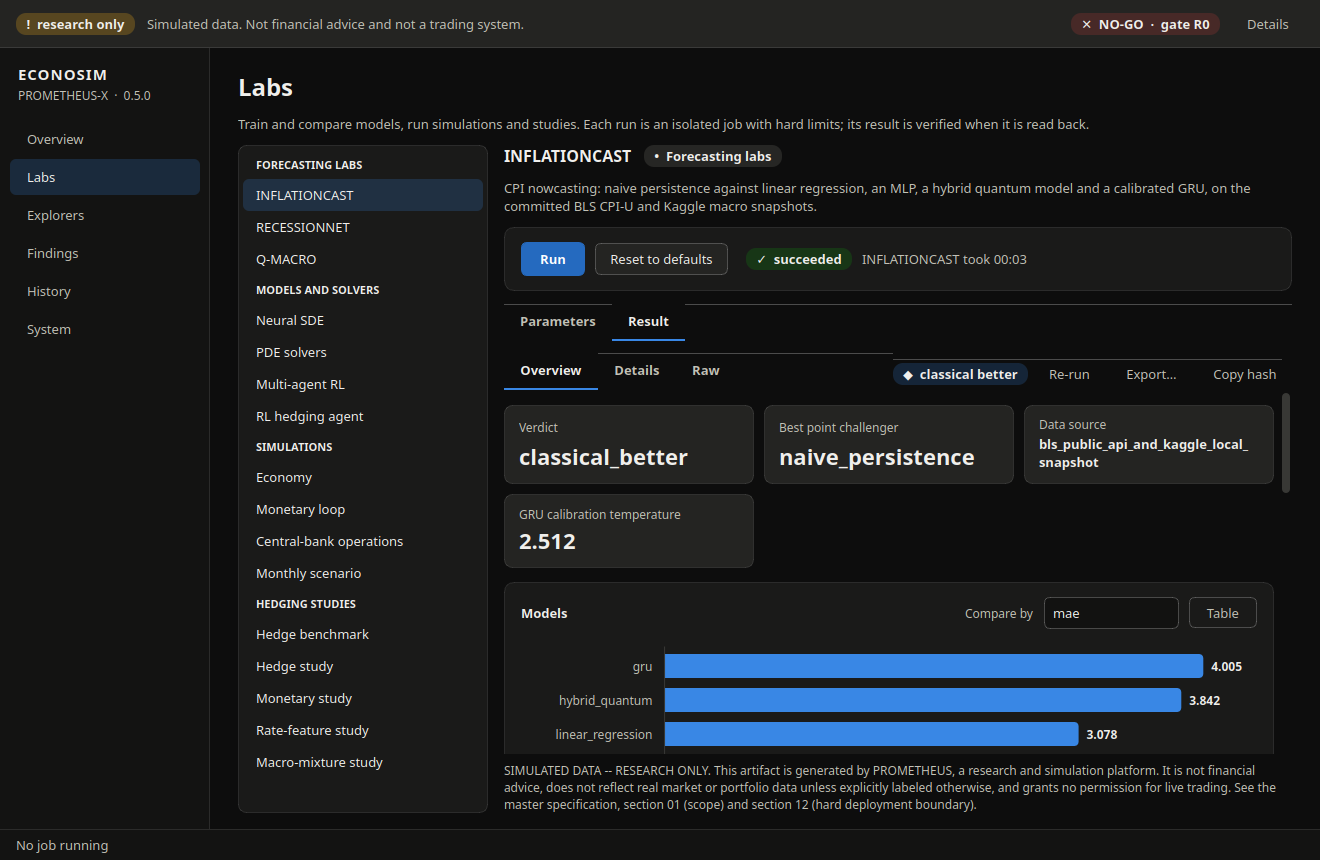 ! research only
Simulated data. Not financial advice and not a trading system.
✕ NO-GO · gate R0
Details
ECONOSIM
PROMETHEUS-X · 0.5.0
Overview
Labs
Explorers
Findings
History
System
Labs
Train and compare models, run simulations and studies. Each run is an isolated job with hard limits; its result is verified when it is read back.
FORECASTING LABS
INFLATIONCAST
RECESSIONNET
Q-MACRO
MODELS AND SOLVERS
Neural SDE
PDE solvers
Multi-agent RL
RL hedging agent
SIMULATIONS
Economy
Monetary loop
Central-bank operations
Monthly scenario
HEDGING STUDIES
Hedge benchmark
Hedge study
Monetary study
Rate-feature study
Macro-mixture study
INFLATIONCAST
• Forecasting labs
CPI nowcasting: naive persistence against linear regression, an MLP, a hybrid quantum model and a calibrated GRU, on the
committed BLS CPI-U and Kaggle macro snapshots.
Run
Reset to defaults
✓ succeeded
INFLATIONCAST took 00:03
Parameters
Result
Overview
Details
Raw
◆ classical better
Re-run
Export...
Copy hash
Verdict
classical_better
Best point challenger
naive_persistence
Data source
bls_public_api_and_kaggle_local_
snapshot
GRU calibration temperature
2.512
Models
Compare by
mae
Table
gru
4.005
hybrid_quantum
3.842
linear_regression
3.078
SIMULATED DATA -- RESEARCH ONLY. This artifact is generated by PROMETHEUS, a research and simulation platform. It is not financial
advice, does not reflect real market or portfolio data unless explicitly labeled otherwise, and grants no permission for live trading. See the
master specification, section 01 (scope) and section 12 (hard deployment boundary).
No job running